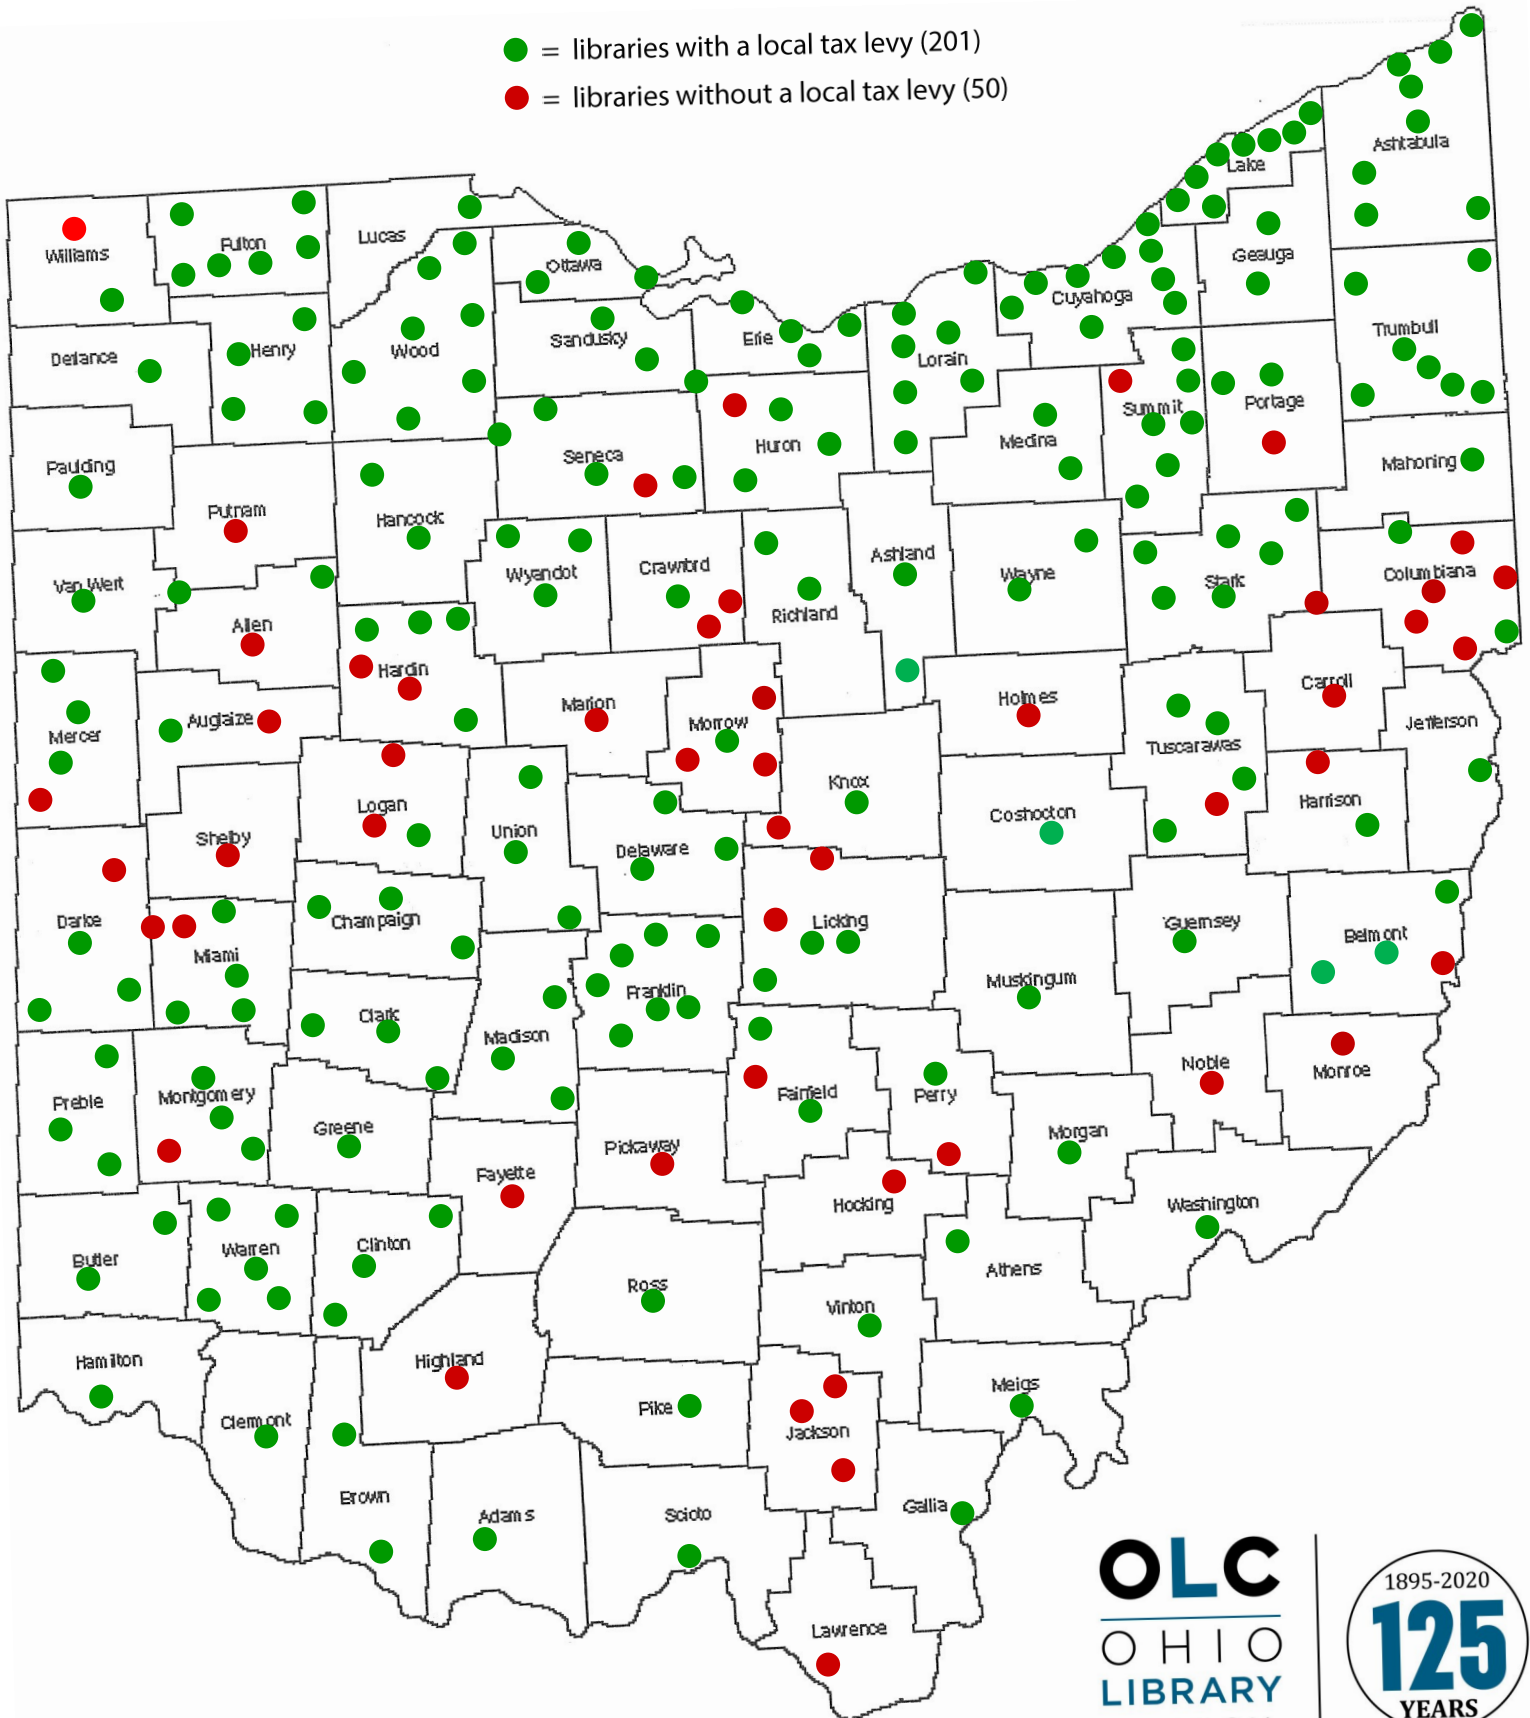 = libraries with a local tax levy (201)
= libraries without a local tax levy (50)
Lake
Ashtabula
Williams
Fulton
Lucas
Ottawa
Geauga
Cuyahoga
Defiance
Henry
Wood
Sandusky
Erie
Lorain
Trumbull
Summit
Portage
Paulding
Seneca
Huron
Medina
Mahoning
Putnam
Hancock
Van Wert
Wyandot
Crawford
Ashland
Wayne
Stark
Columbiana
Allen
Richland
Hardin
Mercer
Auglaize
Marion
Morrow
Holmes
Carroll
Jefferson
Tuscarawas
Knox
Logan
Shelby
Union
Delaware
Coshocton
Harrison
Darke
Champaign
Licking
Guernsey
Belmont
Miami
Franklin
Muskingum
Clark
Madison
Noble
Monroe
Preble
Montgomery
Greene
Fairfield
Perry
Morgan
Pickaway
Fayette
Hocking
Washington
Butler
Warren
Clinton
Ross
Athens
Vinton
Hamilton
Highland
Clermont
Pike
Jackson
Meigs
Brown
Adams
Scioto
Gallia
Lawrence
OLC
OHIO
LIBRARY
1895-2020
125
YEARS